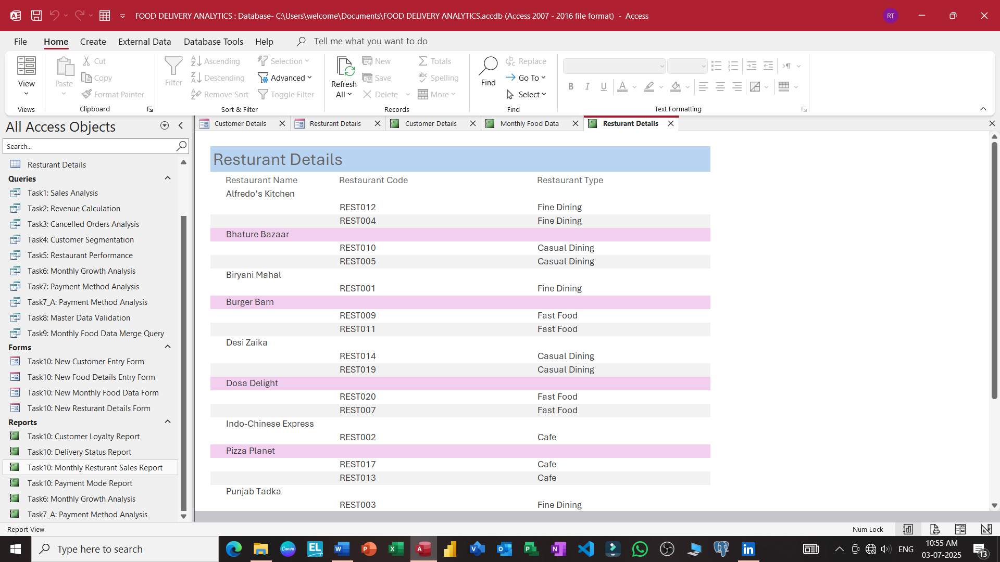 FOOD DELIVERY ANALYTICS : Database- C:\Users\welcome\Documents\FOOD DELIVERY ANALYTICS.accdb (Access 2007 - 2016 file format) - Access
RT
File Home Create External Data Database Tools Help Tell me what you want to do
View
Views
Paste
Cut
Copy
Format Painter
Clipboard
Filter
Ascending
Descending
Remove Sort
Selection
Advanced
Toggle Filter
Sort & Filter
Refresh All
New
Save
Delete
Totals
Spelling
More
Records
Find
Replace
Go To
Select
Find
B I U A
Text Formatting
All Access Objects
Search...
Resturant Details
Queries
Task1: Sales Analysis
Task2: Revenue Calculation
Task3: Cancelled Orders Analysis
Task4: Customer Segmentation
Task5: Restaurant Performance
Task6: Monthly Growth Analysis
Task7: Payment Method Analysis
Task7_A: Payment Method Analysis
Task8: Master Data Validation
Task9: Monthly Food Data Merge Query
Forms
Task10: New Customer Entry Form
Task10: New Food Details Entry Form
Task10: New Monthly Food Data Form
Task10: New Resturant Details Form
Reports
Task10: Customer Loyalty Report
Task10: Delivery Status Report
Task10: Monthly Resturant Sales Report
Task10: Payment Mode Report
Task6: Monthly Growth Analysis
Task7_A: Payment Method Analysis
Customer Details Resturant Details Customer Details Monthly Food Data Resturant Details
Resturant Details
Restaurant Name Restaurant Code Restaurant Type
Alfredo’s Kitchen
REST012 Fine Dining
REST004 Fine Dining
Bhature Bazaar
REST010 Casual Dining
REST005 Casual Dining
Biryani Mahal
REST001 Fine Dining
Burger Barn
REST009 Fast Food
REST011 Fast Food
Desi Zaika
REST014 Casual Dining
REST019 Casual Dining
Dosa Delight
REST020 Fast Food
REST007 Fast Food
Indo-Chinese Express
REST002 Cafe
Pizza Planet
REST017 Cafe
REST013 Cafe
Punjab Tadka
REST003 Fine Dining
Report View
Num Lock
Type here to search
ENG
10:55 AM
03-07-2025
13